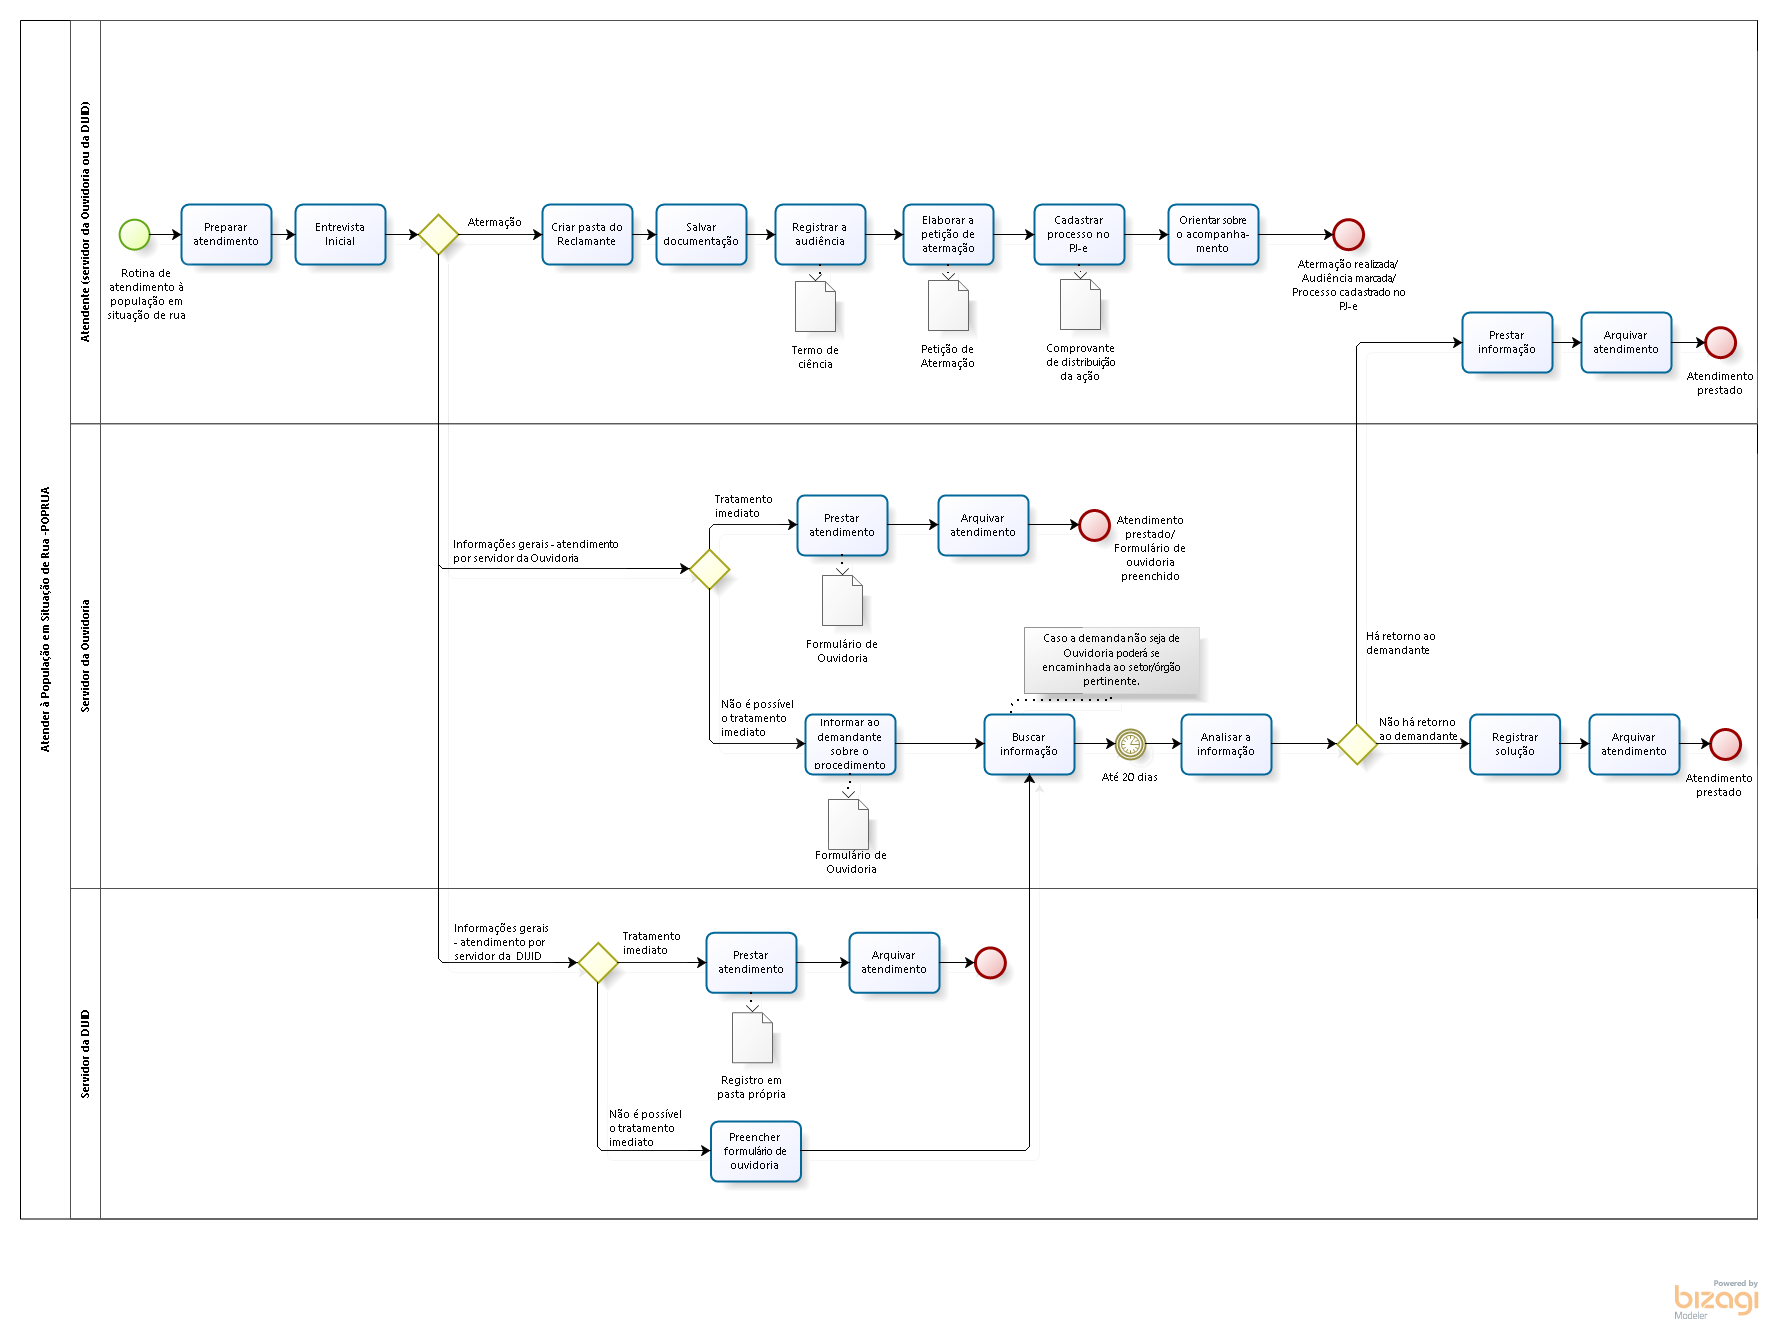 Atender à População em Situação de Rua -POPRUA
Atendente (servidor da Ouvidoria ou da DIJID)
Rotina de
atendimento à
população em
situação de rua
Preparar
atendimento
Entrevista
Inicial
Atermação
Criar pasta do
Reclamante
Salvar
documentação
Registrar a
audiência
Termo de
ciência
Elaborar a
petição de
atermação
Petição de
Atermação
Cadastrar
processo no
PJ-e
Comprovante
de distribuição
da ação
Orientar sobre
o acompanha-
mento
Atermação realizada/
Audiência marcada/
Processo cadastrado no
PJ-e
Prestar
informação
Arquivar
atendimento
Atendimento
prestado
Servidor da Ouvidoria
Informações gerais - atendimento
por servidor da Ouvidoria
Tratamento
imediato
Prestar
atendimento
Formulário de
Ouvidoria
Arquivar
atendimento
Atendimento
prestado/
Formulário de
ouvidoria
preenchido
Não é possível
o tratamento
imediato
Informar ao
demandante
sobre o
procedimento
Formulário de
Ouvidoria
Caso a demanda não seja de
Ouvidoria poderá se
encaminhada ao setor/órgão
pertinente.
Buscar
informação
Até 20 dias
Analisar a
informação
Há retorno ao
demandante
Não há retorno
ao demandante
Registrar
solução
Arquivar
atendimento
Atendimento
prestado
Servidor da DIJID
Informações gerais
- atendimento por
servidor da DIJID
Tratamento
imediato
Prestar
atendimento
Registro em
pasta própria
Arquivar
atendimento
Não é possível
o tratamento
imediato
Preencher
formulário de
ouvidoria
Powered by
bizagi
Modeler